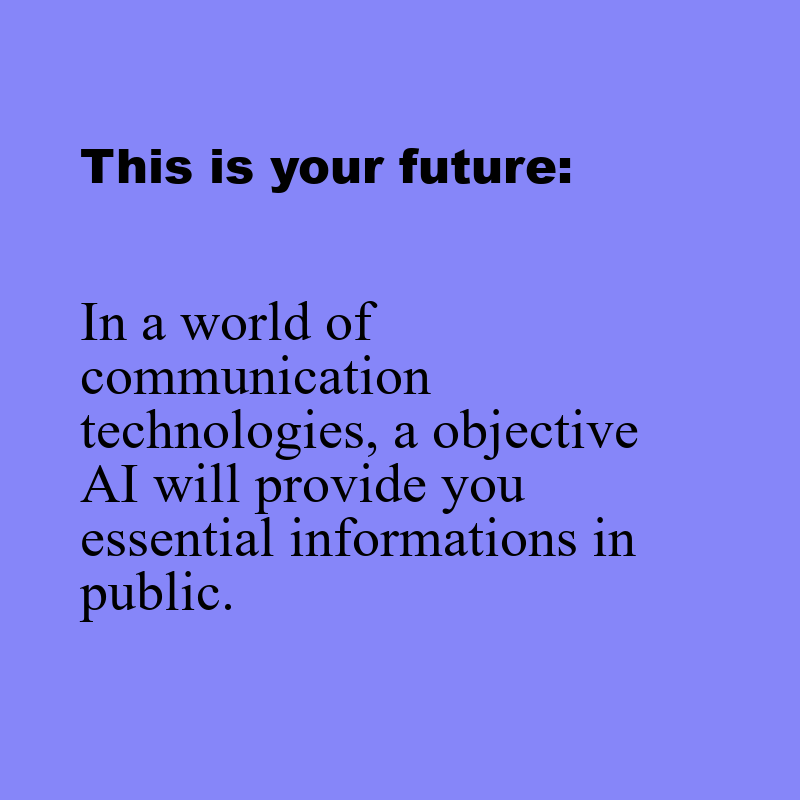 This is your future:
In a world of
communication
technologies, a objective
AI will provide you
essential informations in
public.